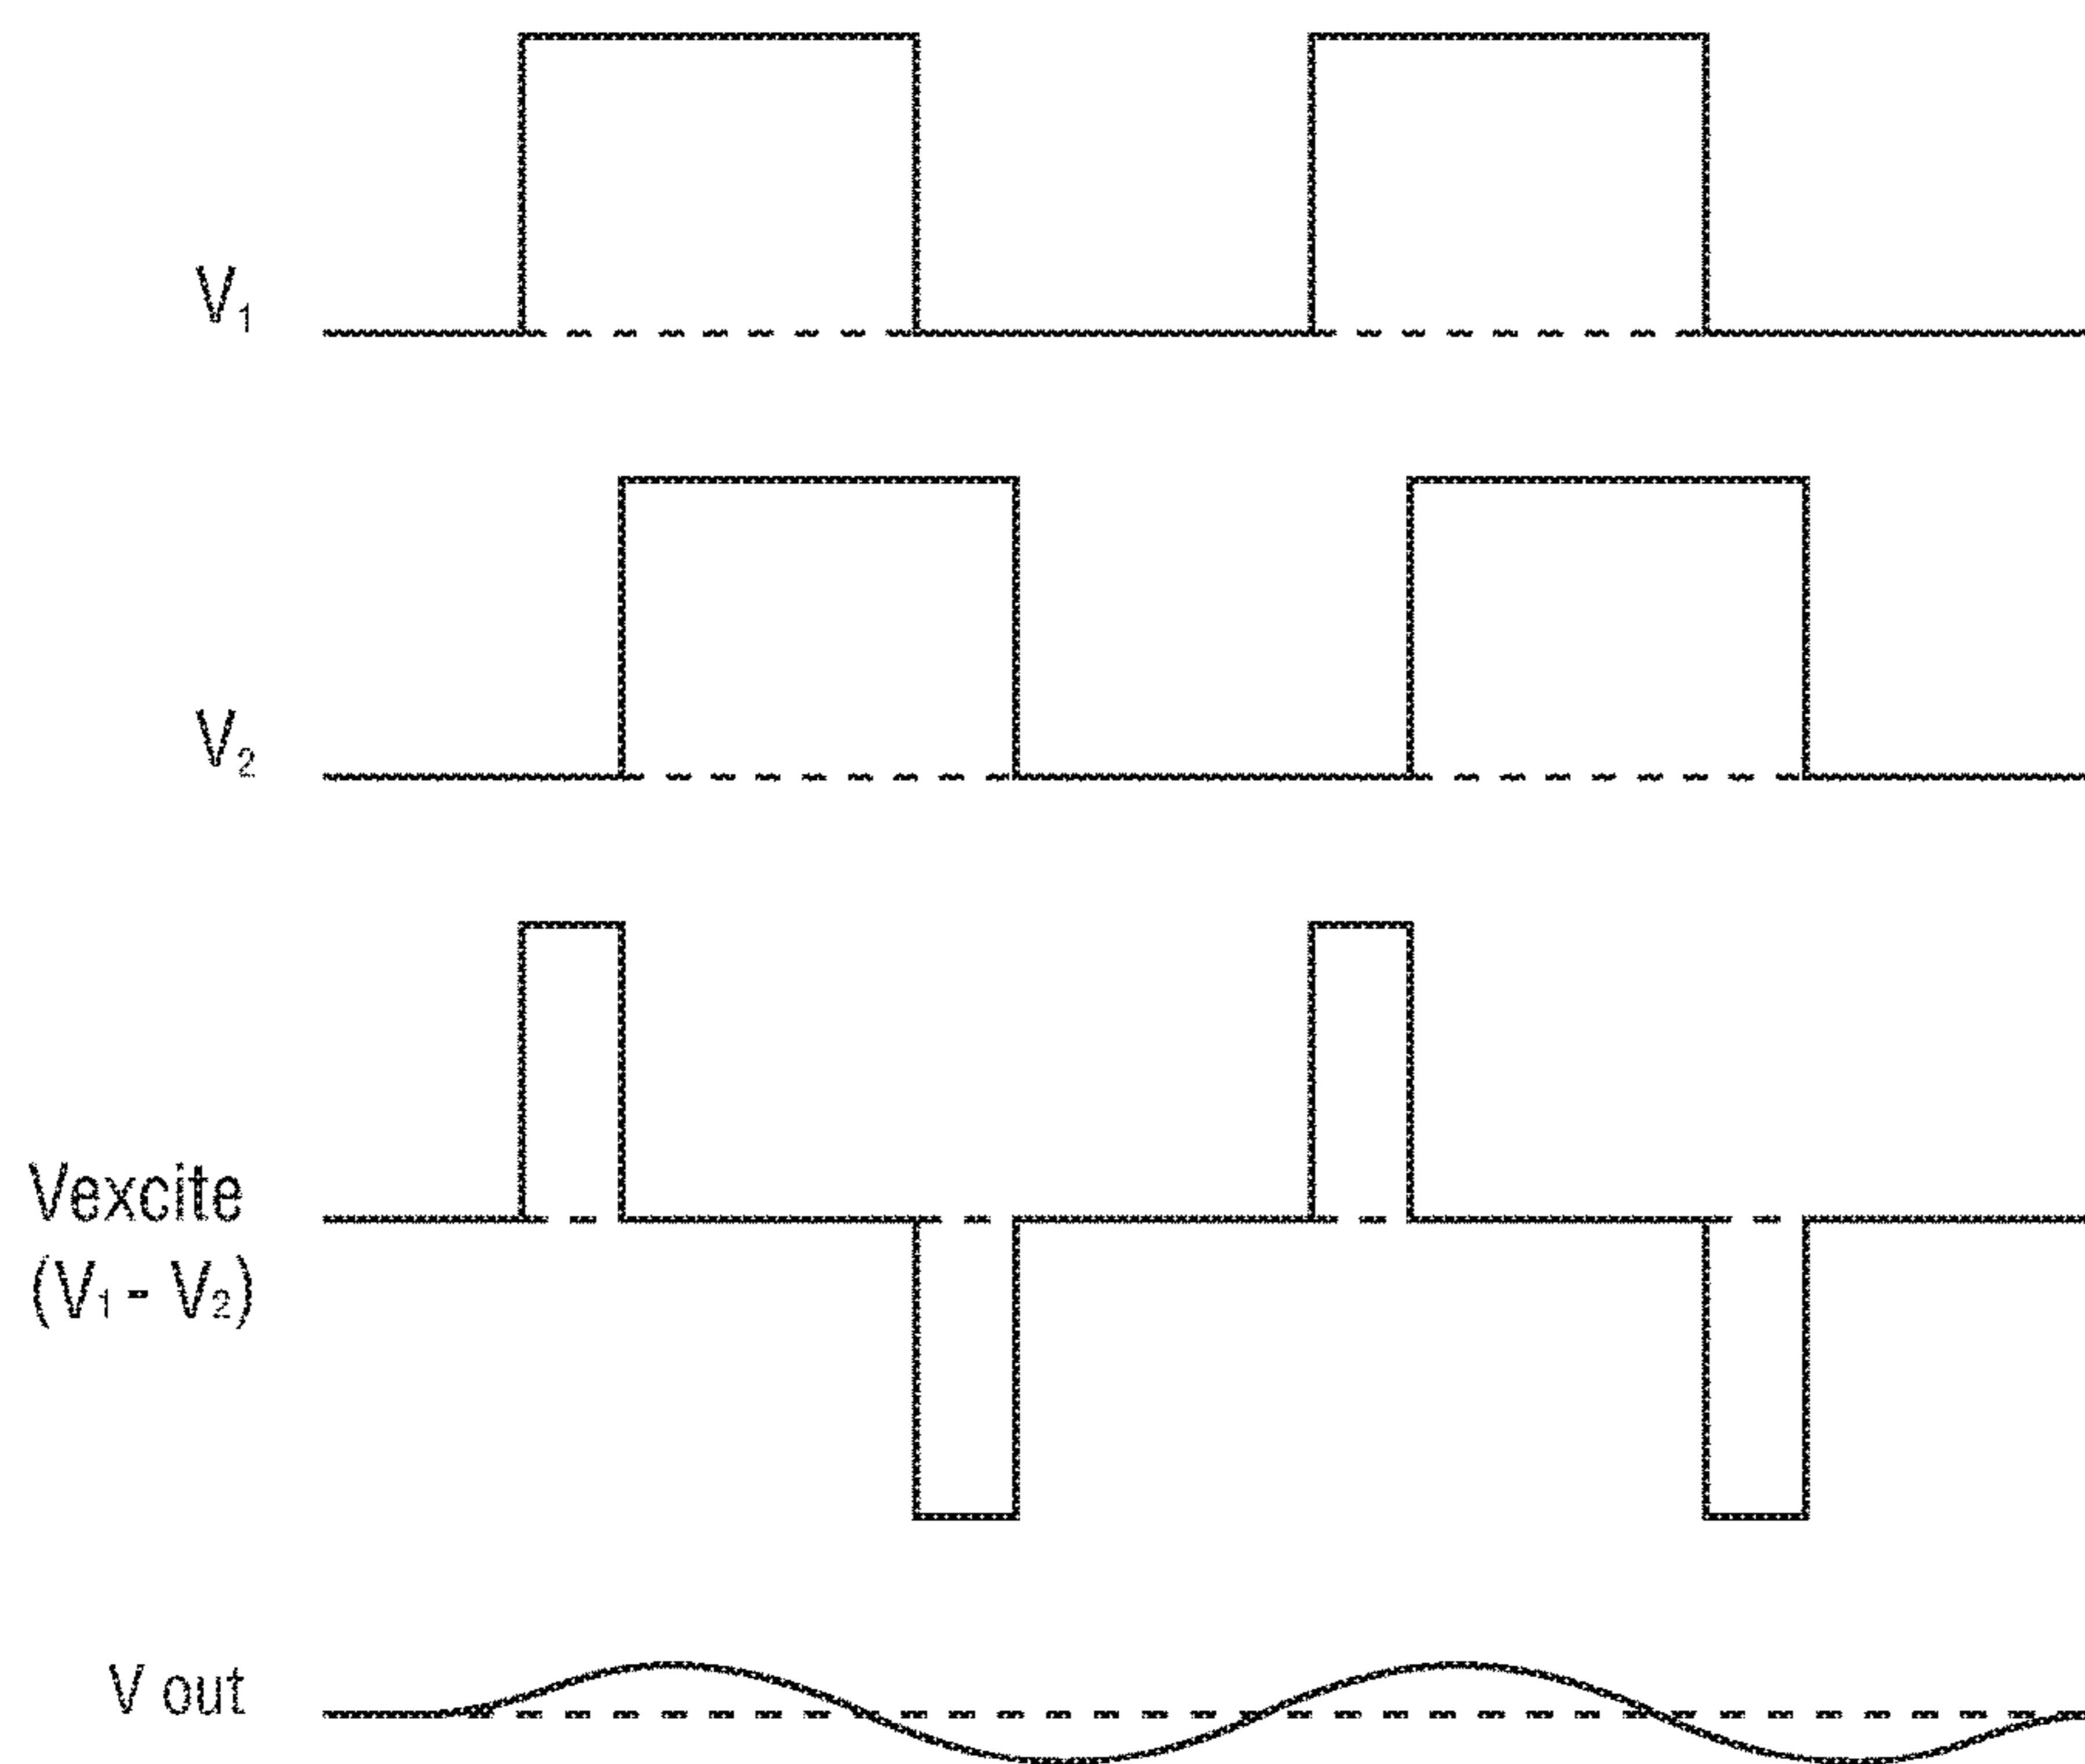 V₁
V₂
Vexcite
(V₁ - V₂)
V out